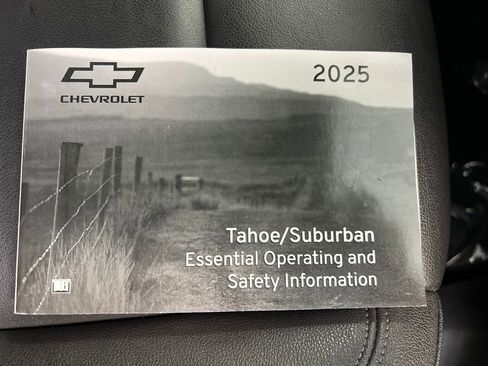 CHEVROLET
2025
Tahoe/Suburban
Essential Operating and
Safety Information